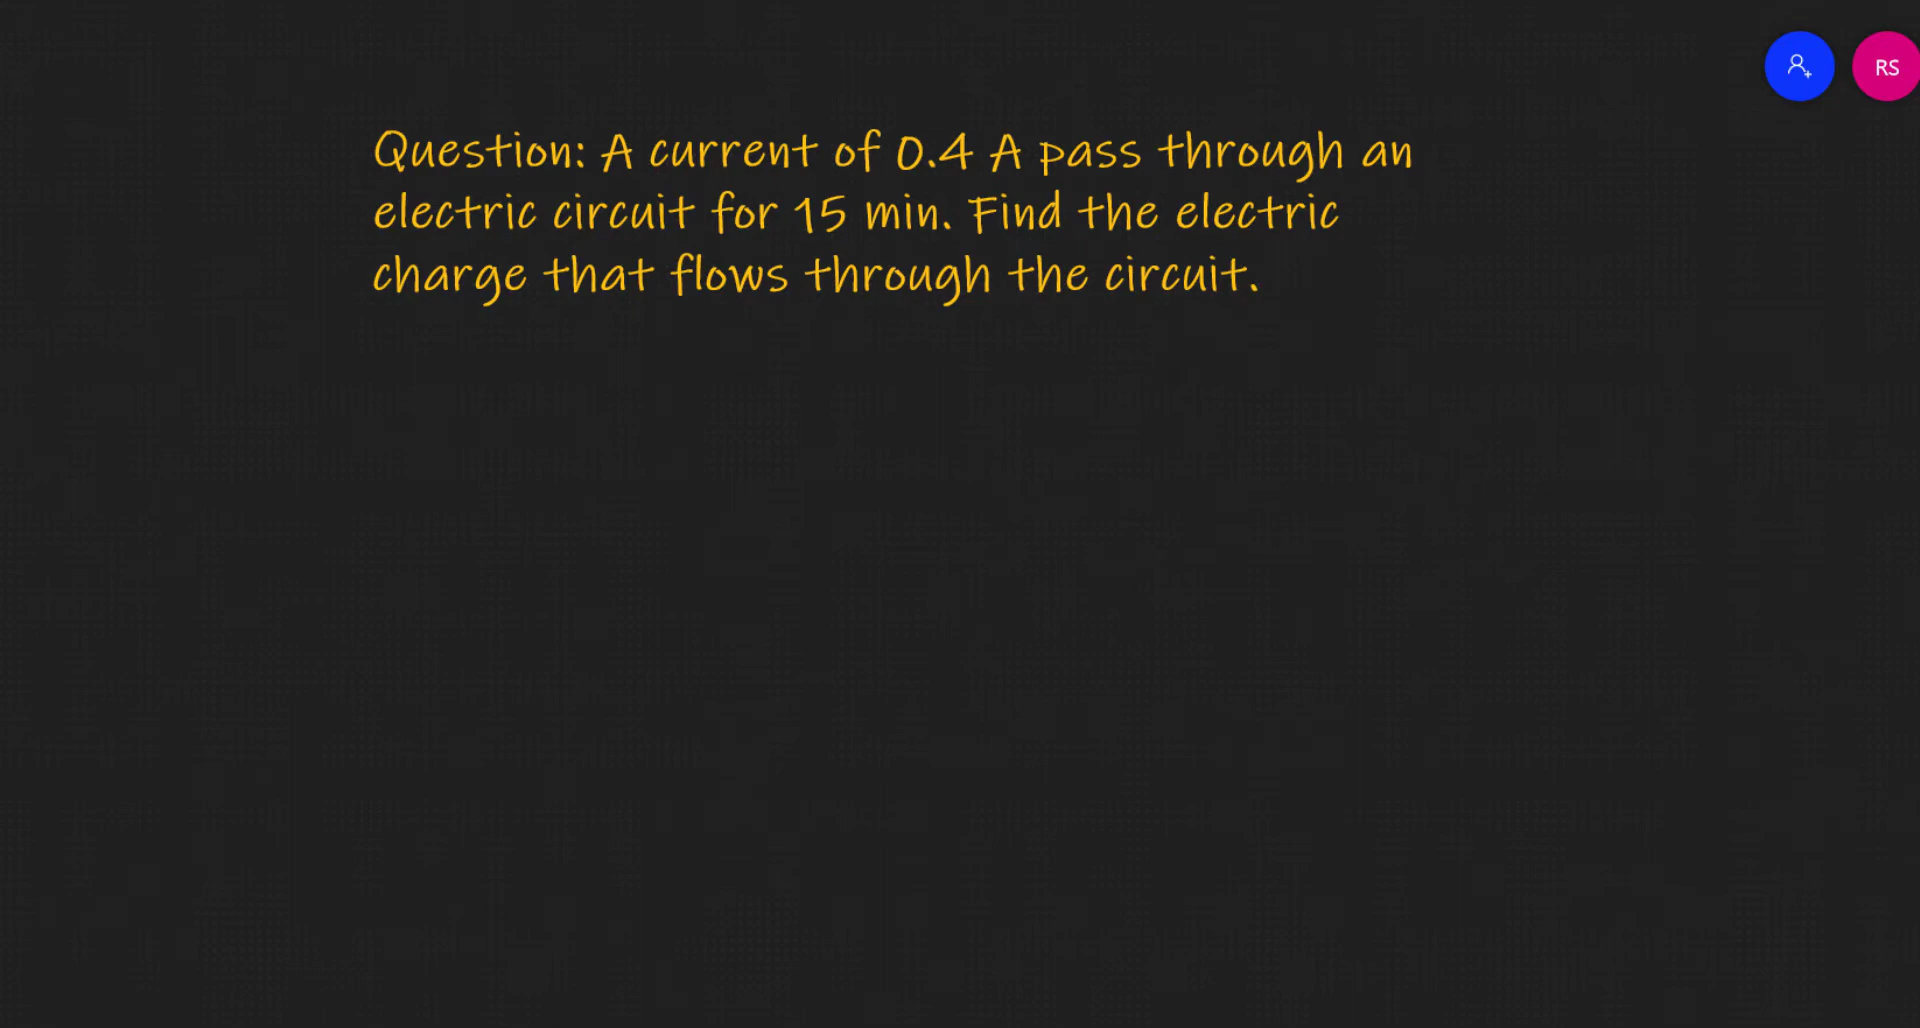 RS
Question: A current of 0.4 A pass through an
electric circuit for 15 min. Find the electric
charge that flows through the circuit.